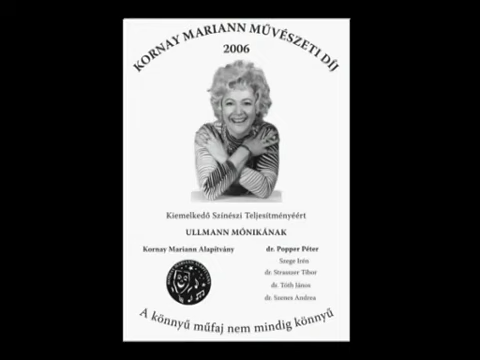 KORNAY MARIANN MŰVÉSZETI DÍJ
2006
Kiemelkedő Színészi Teljesítményéért
ULLMANN MÓNIKÁNAK
Kornay Mariann Alapítvány
dr. Popper Péter
Szege Irén
dr. Strauszer Tibor
dr. Tóth János
dr. Szenes Andrea
A könnyű műfaj nem mindig könnyű